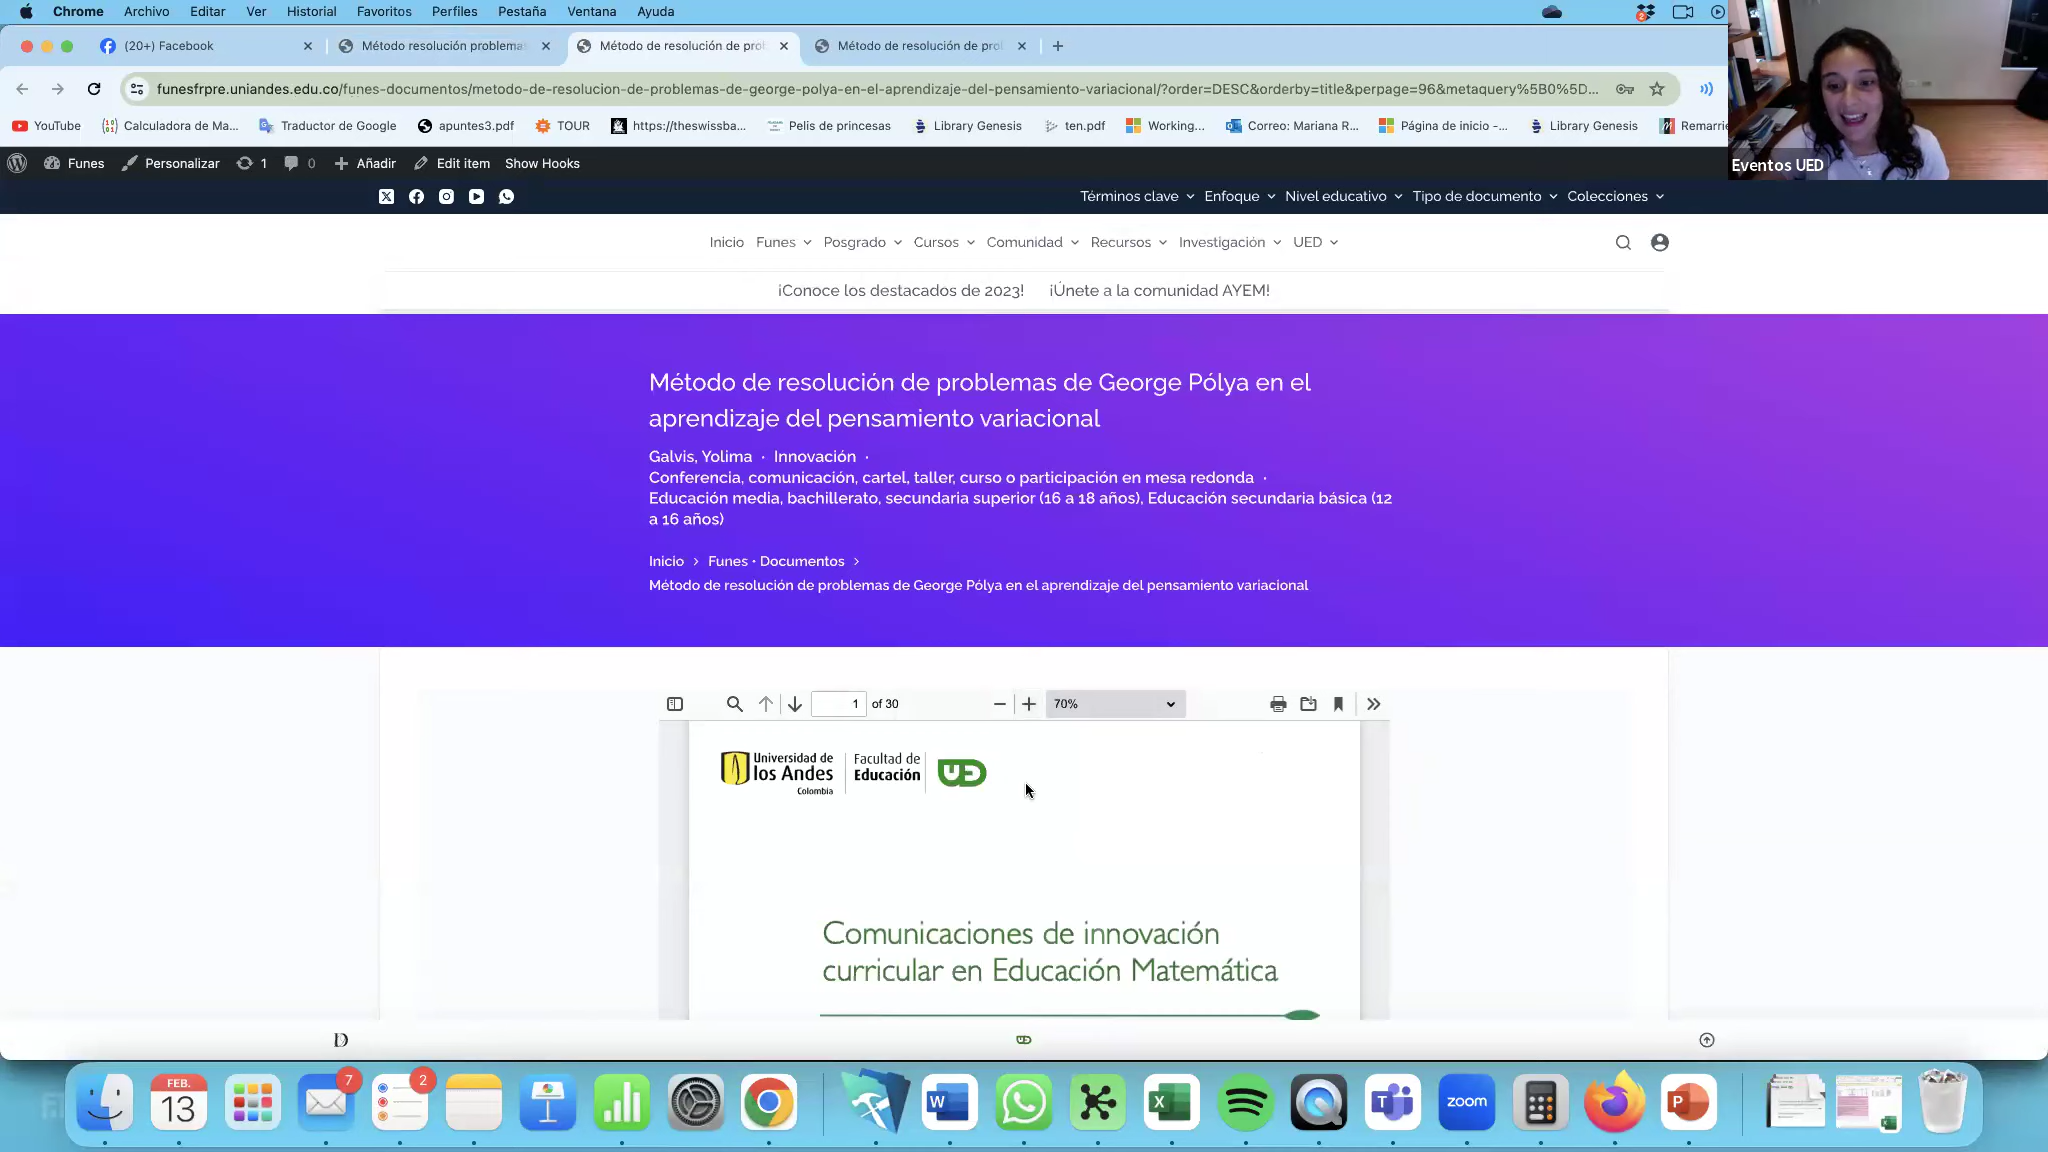 Chrome Archivo Editar Ver Historial Favoritos Perfiles Pestaña Ventana Ayuda
2
(20+) Facebook
Método resolución problemas
Método de resolución de prob
Método de resolución de prob
funesfrpre.uniandes.edu.co/funes-documentos/metodo-de-resolucion-de-problemas-de-george-polya-en-el-aprendizaje-del-pensamiento-variacional/?order=DESC&orderby=title&perpage=96&metaquery%5B0%5D...
YouTube Calculadora de Ma... Traductor de Google apuntes3.pdf TOUR https://theswissba... Pelis de princesas Library Genesis ten.pdf Working... Correo: Mariana R... Página de inicio -... Library Genesis Remarrie
Eventos UED
Funes Personalizar 1 0 Añadir Edit item Show Hooks
Términos clave Enfoque Nivel educativo Tipo de documento Colecciones
Inicio Funes Posgrado Cursos Comunidad Recursos Investigación UED
¡Conoce los destacados de 2023! ¡Únete a la comunidad AYEM!
Método de resolución de problemas de George Pólya en el
aprendizaje del pensamiento variacional
Galvis, Yolima · Innovación ·
Conferencia, comunicación, cartel, taller, curso o participación en mesa redonda ·
Educación media, bachillerato, secundaria superior (16 a 18 años), Educación secundaria básica (12
a 16 años)
Inicio > Funes • Documentos >
Método de resolución de problemas de George Pólya en el aprendizaje del pensamiento variacional
1 of 30 70%
Universidad de
los Andes
Colombia
Facultad de
Educación
UED
Comunicaciones de innovación
curricular en Educación Matemática
D
UED
FEB.
13
7
2
W
X
T
zoom
P